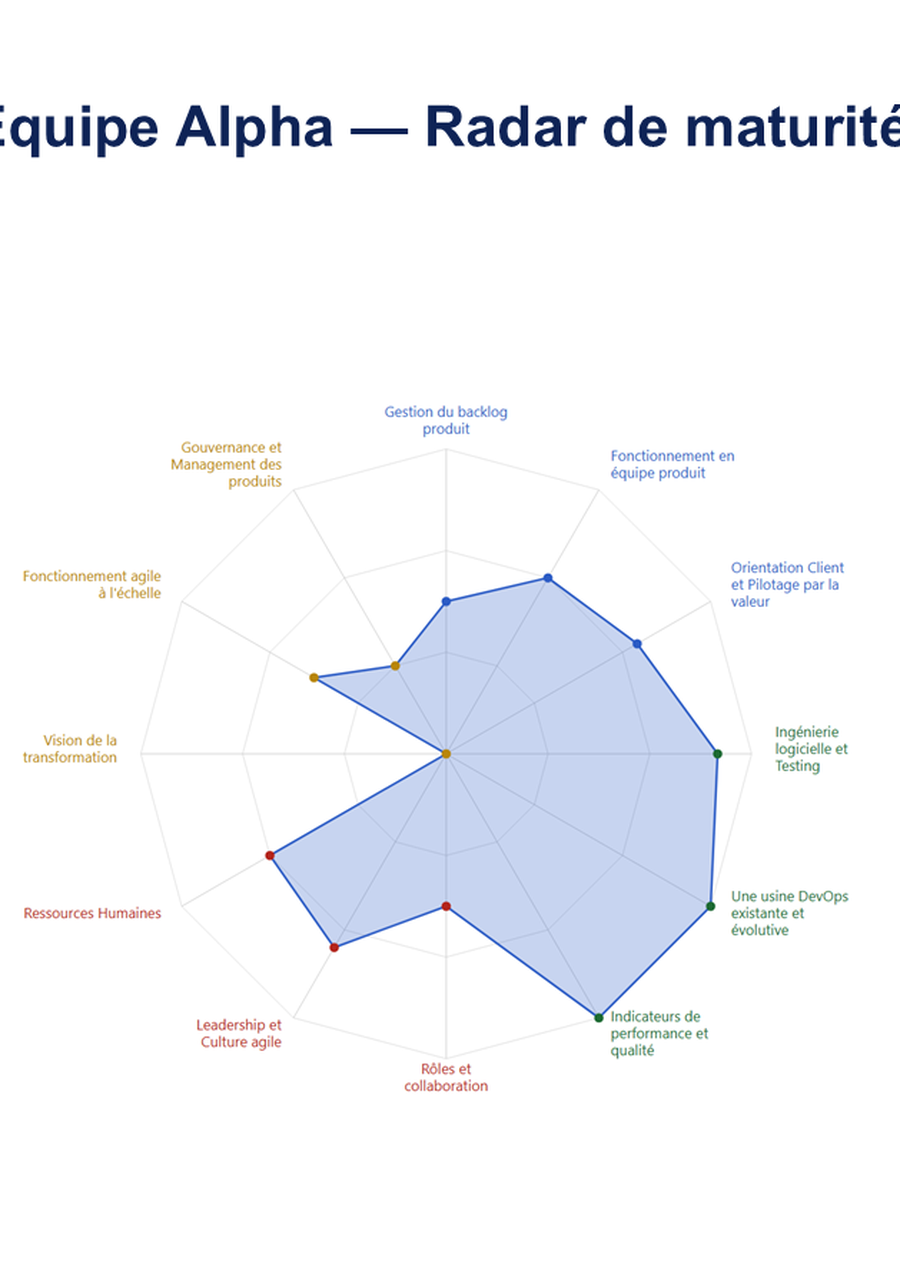 Équipe Alpha — Radar de maturité
Gestion du backlog
produit
Fonctionnement en
équipe produit
Orientation Client
et Pilotage par la
valeur
Ingénierie
logicielle et
Testing
Une usine DevOps
existante et
évolutive
Indicateurs de
performance et
qualité
Rôles et
collaboration
Leadership et
Culture agile
Ressources Humaines
Vision de la
transformation
Fonctionnement agile
à l'échelle
Gouvernance et
Management des
produits